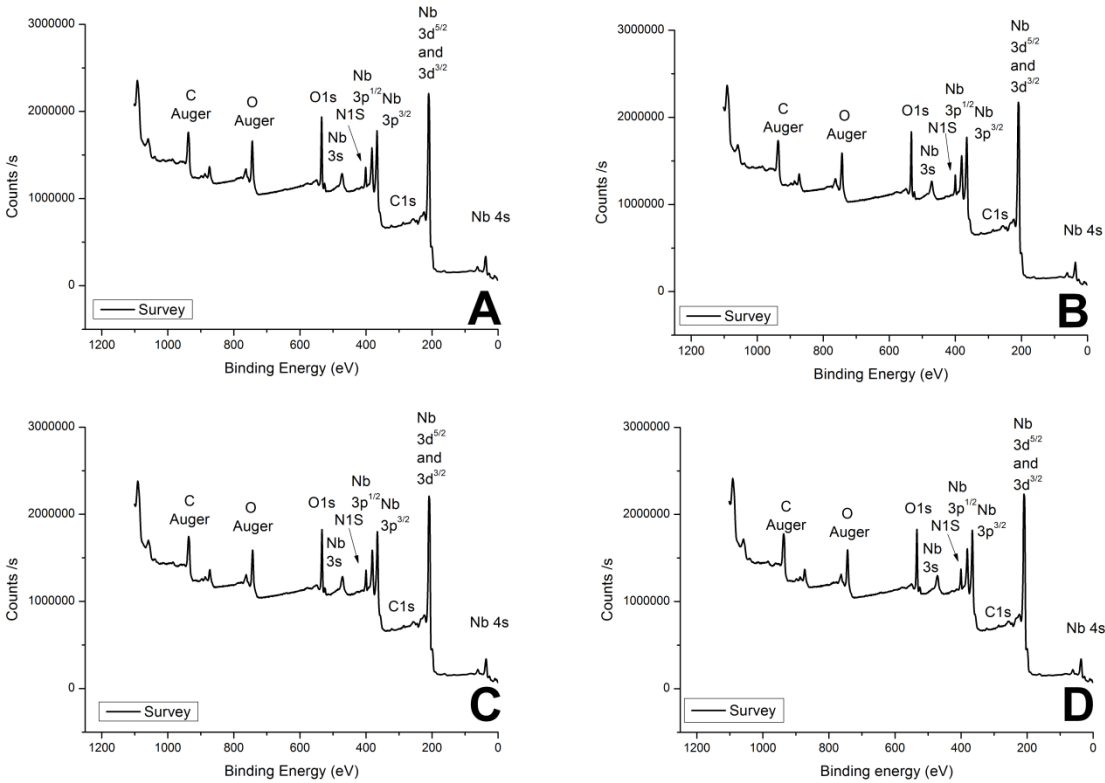 3000000
2000000
1000000
0
Counts /s
C
Auger
O
Auger
O1s
Nb
3s
N1S
Nb
3p1/2
Nb
3p3/2
C1s
Nb
3d5/2
and
3d3/2
Nb 4s
Survey
A
1200 1000 800 600 400 200 0
Binding Energy (eV)
3000000
2000000
1000000
0
Counts /s
C
Auger
O
Auger
O1s
Nb
3s
N1S
Nb
3p1/2
Nb
3p3/2
C1s
Nb
3d5/2
and
3d3/2
Nb 4s
Survey
B
1200 1000 800 600 400 200 0
Binding Energy (eV)
3000000
2000000
1000000
0
Counts /s
C
Auger
O
Auger
O1s
Nb
3s
N1S
Nb
3p1/2
Nb
3p3/2
C1s
Nb
3d5/2
and
3d3/2
Nb 4s
Survey
C
1200 1000 800 600 400 200 0
Binding Energy (eV)
3000000
2000000
1000000
0
Counts /s
C
Auger
O
Auger
O1s
Nb
3s
N1S
Nb
3p1/2
Nb
3p3/2
C1s
Nb
3d5/2
and
3d3/2
Nb 4s
Survey
D
1200 1000 800 600 400 200 0
Binding energy (eV)